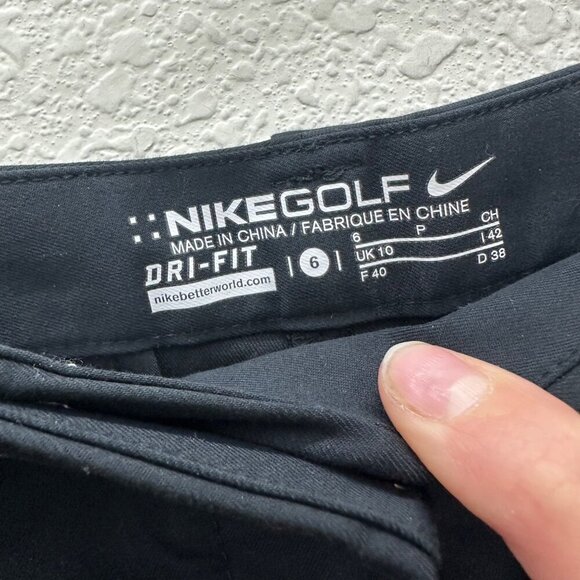 NIKEGOLF
MADE IN CHINA / FABRIQUE EN CHINE
DRI-FIT | 6 |
nikebetterworld.com
6 P CH
UK 10 I 42
F 40 D 38